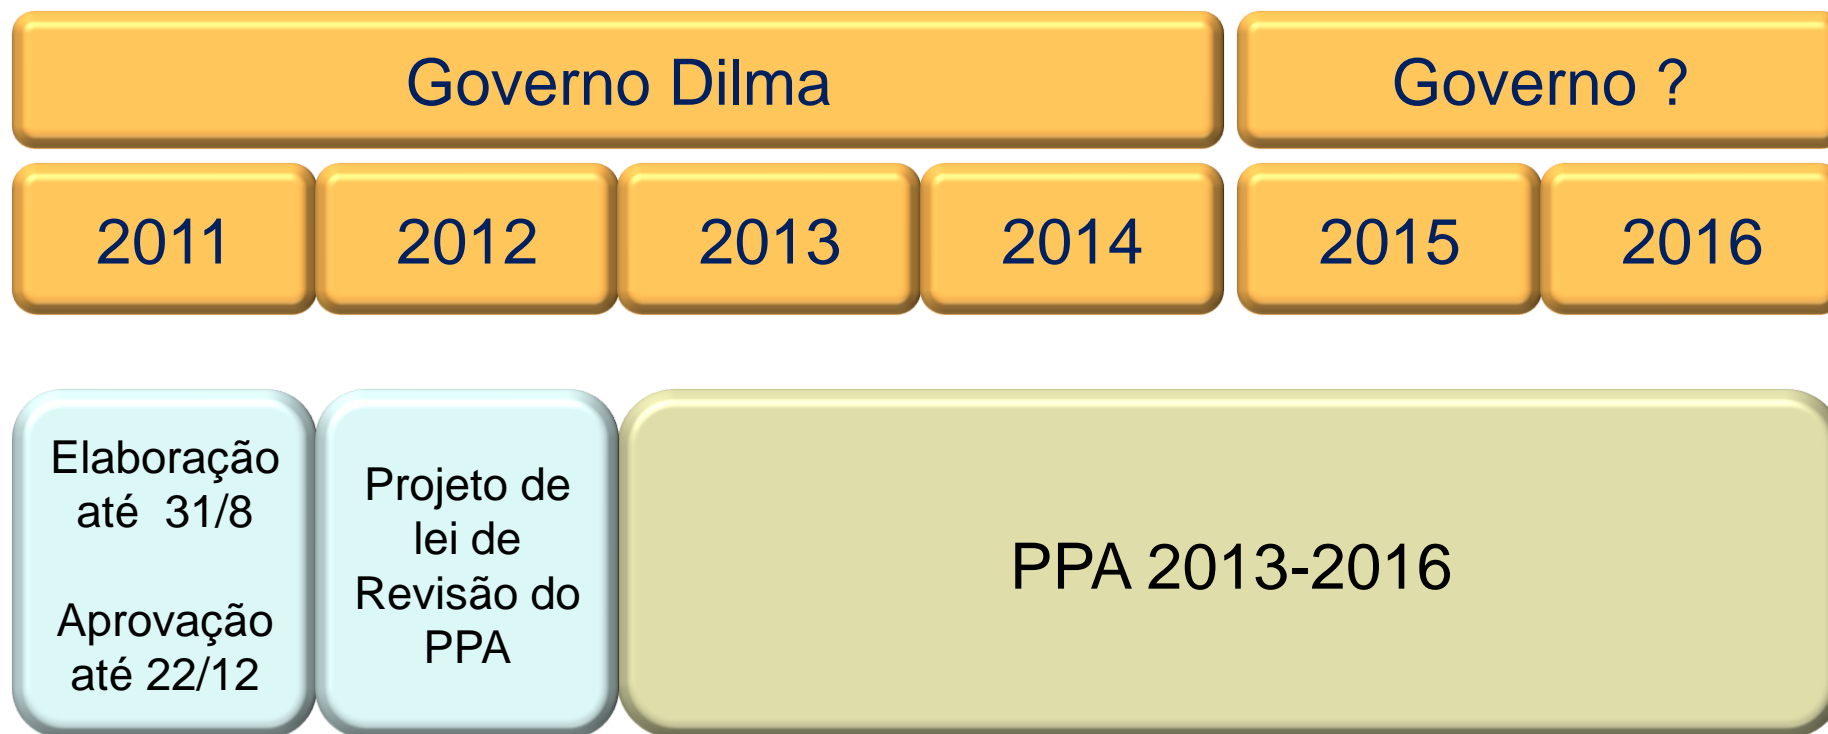 Governo Dilma
Governo ?
2011
2012
2013
2014
2015
2016
Elaboração
até 31/8
Aprovação
até 22/12
Projeto de
lei de
Revisão do
PPA
PPA 2013-2016